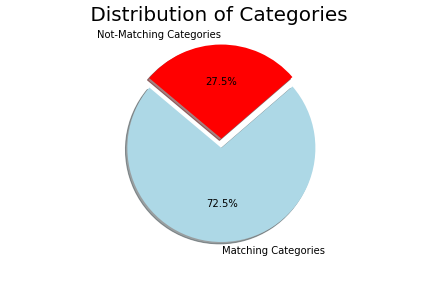 Distribution of Categories
Not-Matching Categories
27.5%
72.5%
Matching Categories